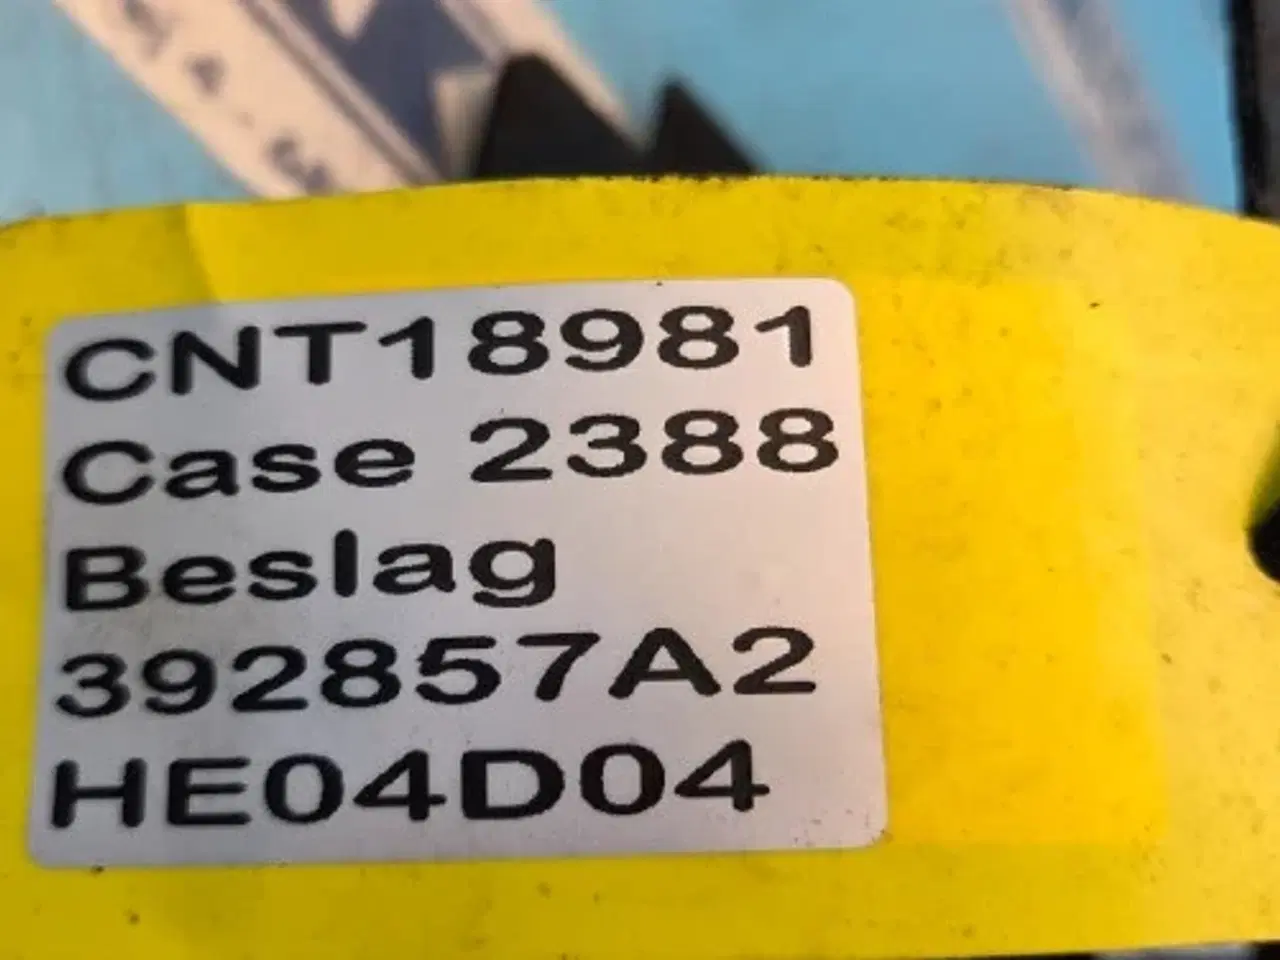 CNT18981
Case 2388
Beslag
392857A2
HE04D04